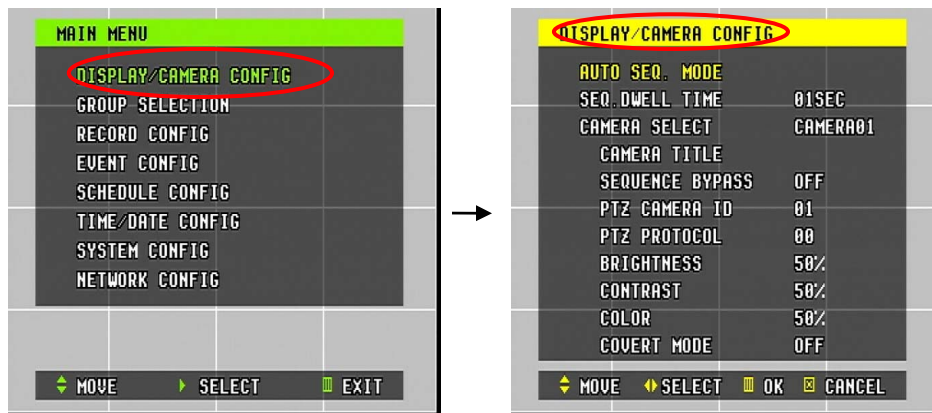 MAIN MENU
DISPLAY/CAMERA CONFIG
GROUP SELECTION
RECORD CONFIG
EVENT CONFIG
SCHEDULE CONFIG
TIME/DATE CONFIG
SYSTEM CONFIG
NETWORK CONFIG
MOVE SELECT EXIT
DISPLAY/CAMERA CONFIG
AUTO SEQ. MODE
SEQ.DWELL TIME 01SEC
CAMERA SELECT CAMERA01
CAMERA TITLE
SEQUENCE BYPASS OFF
PTZ CAMERA ID 01
PTZ PROTOCOL 00
BRIGHTNESS 50%
CONTRAST 50%
COLOR 50%
COVERT MODE OFF
MOVE SELECT OK CANCEL